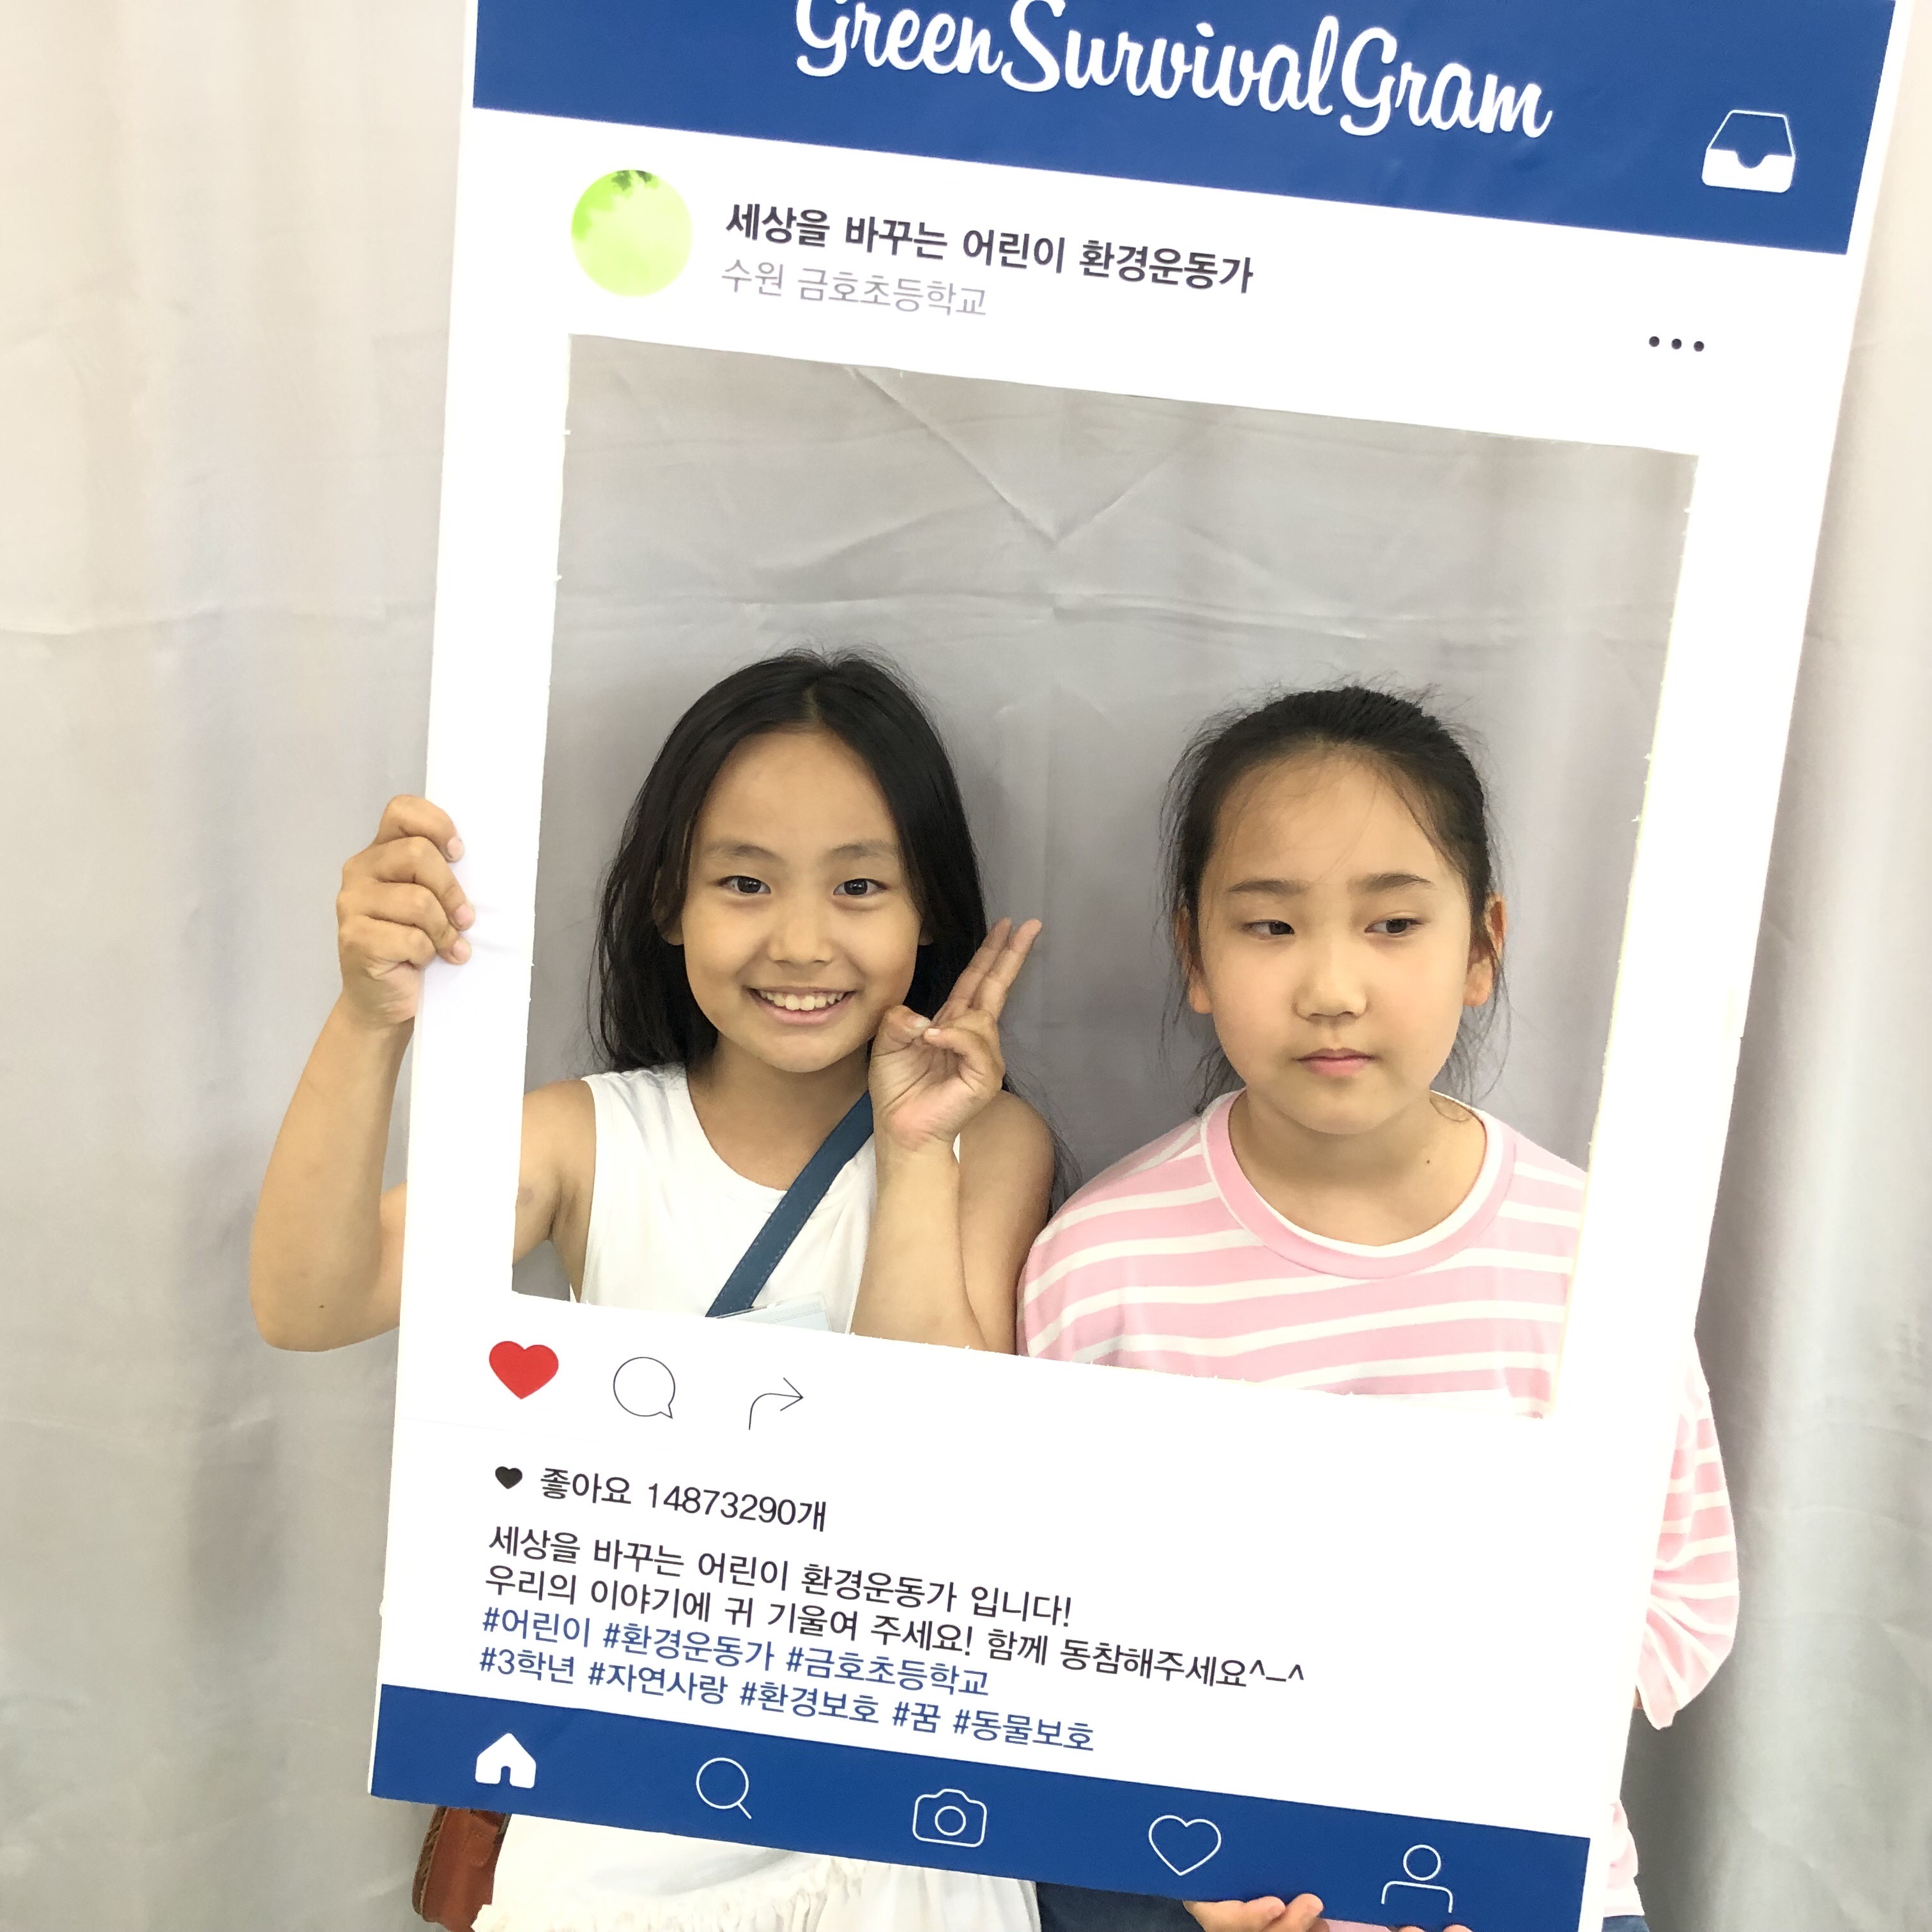 GreenSurvivalGram
세상을 바꾸는 어린이 환경운동가
수원 금호초등학교
좋아요 14873290개
세상을 바꾸는 어린이 환경운동가 입니다!
우리의 이야기에 귀 기울여 주세요! 함께 동참해주세요^-^
#어린이 #환경운동가 #금호초등학교
#3학년 #자연사랑 #환경보호 #꿈 #동물보호